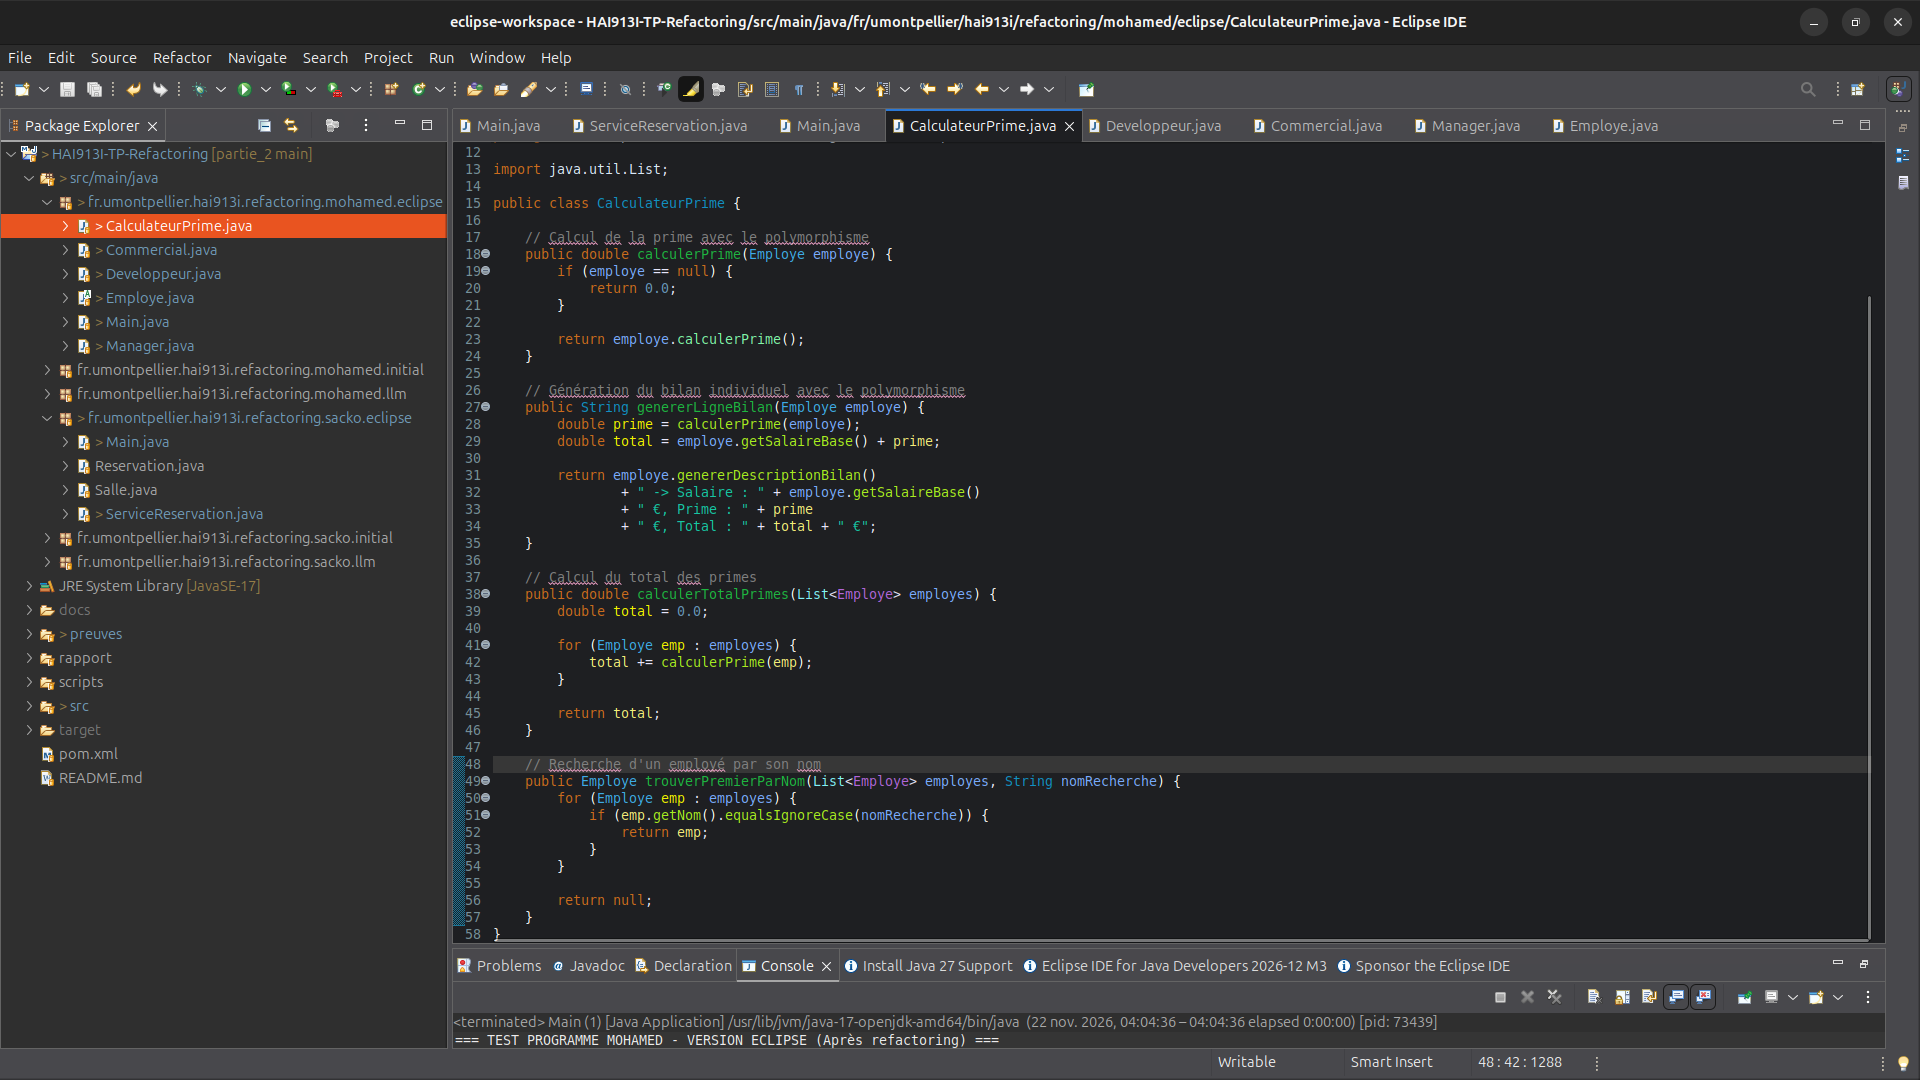 eclipse-workspace - HAI913I-TP-Refactoring/src/main/java/fr/umontpellier/hai913i/refactoring/mohamed/eclipse/CalculateurPrime.java - Eclipse IDE
File Edit Source Refactor Navigate Search Project Run Window Help
Package Explorer
> HAI913I-TP-Refactoring [partie_2 main]
> src/main/java
> fr.umontpellier.hai913i.refactoring.mohamed.eclipse
> CalculateurPrime.java
> Commercial.java
> Developpeur.java
> Employe.java
> Main.java
> Manager.java
fr.umontpellier.hai913i.refactoring.mohamed.initial
fr.umontpellier.hai913i.refactoring.mohamed.llm
> fr.umontpellier.hai913i.refactoring.sacko.eclipse
> Main.java
Reservation.java
Salle.java
> ServiceReservation.java
fr.umontpellier.hai913i.refactoring.sacko.initial
fr.umontpellier.hai913i.refactoring.sacko.llm
JRE System Library [JavaSE-17]
docs
> preuves
rapport
scripts
> src
target
pom.xml
README.md
Main.java ServiceReservation.java Main.java CalculateurPrime.java Developpeur.java Commercial.java Manager.java Employe.java
12
13 import java.util.List;
14
15 public class CalculateurPrime {
16
17 // Calcul de la prime avec le polymorphisme
18 public double calculerPrime(Employe employe) {
19 if (employe == null) {
20 return 0.0;
21 }
22
23 return employe.calculerPrime();
24 }
25
26 // Génération du bilan individuel avec le polymorphisme
27 public String genererLigneBilan(Employe employe) {
28 double prime = calculerPrime(employe);
29 double total = employe.getSalaireBase() + prime;
30
31 return employe.genererDescriptionBilan()
32 + " -> Salaire : " + employe.getSalaireBase()
33 + " €, Prime : " + prime
34 + " €, Total : " + total + " €";
35 }
36
37 // Calcul du total des primes
38 public double calculerTotalPrimes(List<Employe> employes) {
39 double total = 0.0;
40
41 for (Employe emp : employes) {
42 total += calculerPrime(emp);
43 }
44
45 return total;
46 }
47
48 // Recherche d'un employé par son nom
49 public Employe trouverPremierParNom(List<Employe> employes, String nomRecherche) {
50 for (Employe emp : employes) {
51 if (emp.getNom().equalsIgnoreCase(nomRecherche)) {
52 return emp;
53 }
54 }
55
56 return null;
57 }
58 }
Problems Javadoc Declaration Console Install Java 27 Support Eclipse IDE for Java Developers 2026-12 M3 Sponsor the Eclipse IDE
<terminated> Main (1) [Java Application] /usr/lib/jvm/java-17-openjdk-amd64/bin/java (22 nov. 2026, 04:04:36 – 04:04:36 elapsed 0:00:00) [pid: 73439]
=== TEST PROGRAMME MOHAMED - VERSION ECLIPSE (Après refactoring) ===
Writable Smart Insert 48 : 42 : 1288